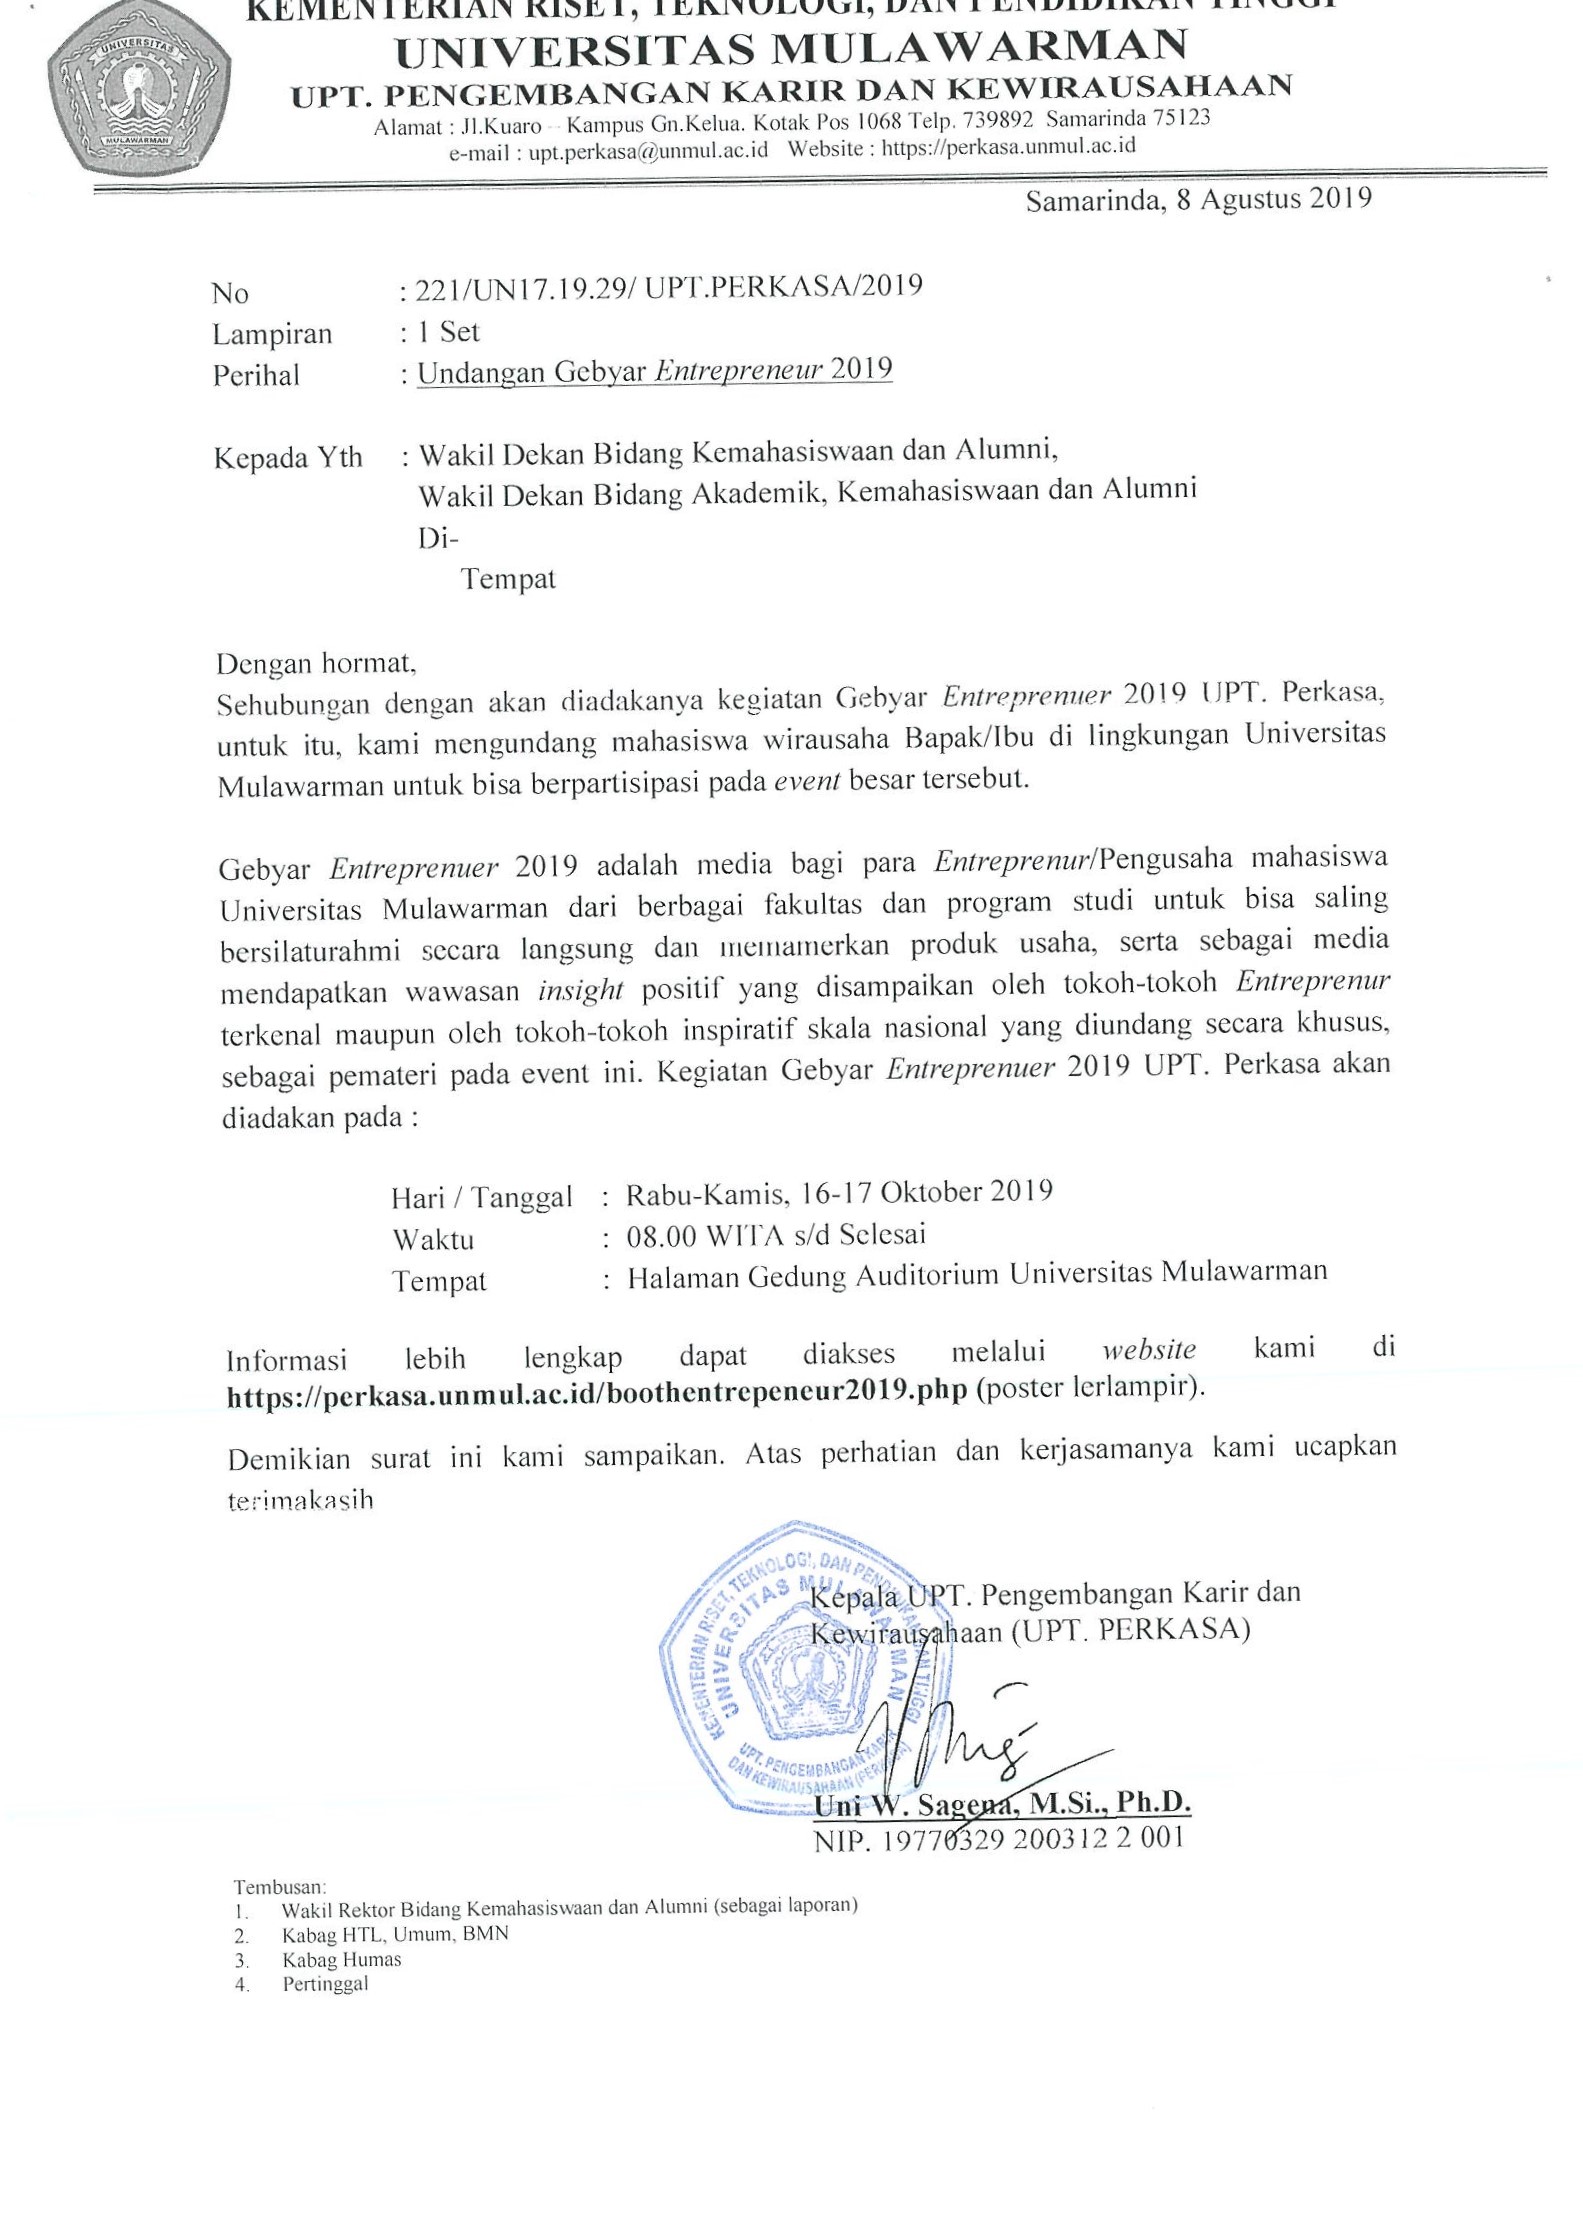 KEMENTERIAN RISET, TEKNOLOGI, DAN PENDIDIKAN TINGGI
UNIVERSITAS MULAWARMAN
UPT. PENGEMBANGAN KARIR DAN KEWIRAUSAHAAN
Alamat : Jl.Kuaro – Kampus Gn.Kelua. Kotak Pos 1068 Telp. 739892 Samarinda 75123
e-mail : upt.perkasa@unmul.ac.id Website : https://perkasa.unmul.ac.id
UNIVERSITAS
MULAWARMAN
Samarinda, 8 Agustus 2019
No : 221/UN17.19.29/ UPT.PERKASA/2019
Lampiran : 1 Set
Perihal : Undangan Gebyar Entrepreneur 2019
Kepada Yth : Wakil Dekan Bidang Kemahasiswaan dan Alumni,
Wakil Dekan Bidang Akademik, Kemahasiswaan dan Alumni
Di-
Tempat
Dengan hormat,
Sehubungan dengan akan diadakanya kegiatan Gebyar Entreprenuer 2019 UPT. Perkasa,
untuk itu, kami mengundang mahasiswa wirausaha Bapak/Ibu di lingkungan Universitas
Mulawarman untuk bisa berpartisipasi pada event besar tersebut.
Gebyar Entreprenuer 2019 adalah media bagi para Entreprenur/Pengusaha mahasiswa
Universitas Mulawarman dari berbagai fakultas dan program studi untuk bisa saling
bersilaturahmi secara langsung dan memamerkan produk usaha, serta sebagai media
mendapatkan wawasan insight positif yang disampaikan oleh tokoh-tokoh Entreprenur
terkenal maupun oleh tokoh-tokoh inspiratif skala nasional yang diundang secara khusus,
sebagai pemateri pada event ini. Kegiatan Gebyar Entreprenuer 2019 UPT. Perkasa akan
diadakan pada :
Hari / Tanggal : Rabu-Kamis, 16-17 Oktober 2019
Waktu : 08.00 WITA s/d Selesai
Tempat : Halaman Gedung Auditorium Universitas Mulawarman
Informasi lebih lengkap dapat diakses melalui website kami di
https://perkasa.unmul.ac.id/boothentrepeneur2019.php (poster lerlampir).
Demikian surat ini kami sampaikan. Atas perhatian dan kerjasamanya kami ucapkan
terimakasih
KEMENTERIAN RISET, TEKNOLOGI, DAN PENDIDIKAN TINGGI
UNIVERSITAS MULAWARMAN
UPT. PENGEMBANGAN KARIR
DAN KEWIRAUSAHAAN (PERKASA)
Kepala UPT. Pengembangan Karir dan
Kewirausahaan (UPT. PERKASA)
Uni W. Sagena, M.Si., Ph.D.
NIP. 19770329 200312 2 001
Tembusan:
1. Wakil Rektor Bidang Kemahasiswaan dan Alumni (sebagai laporan)
2. Kabag HTL, Umum, BMN
3. Kabag Humas
4. Pertinggal